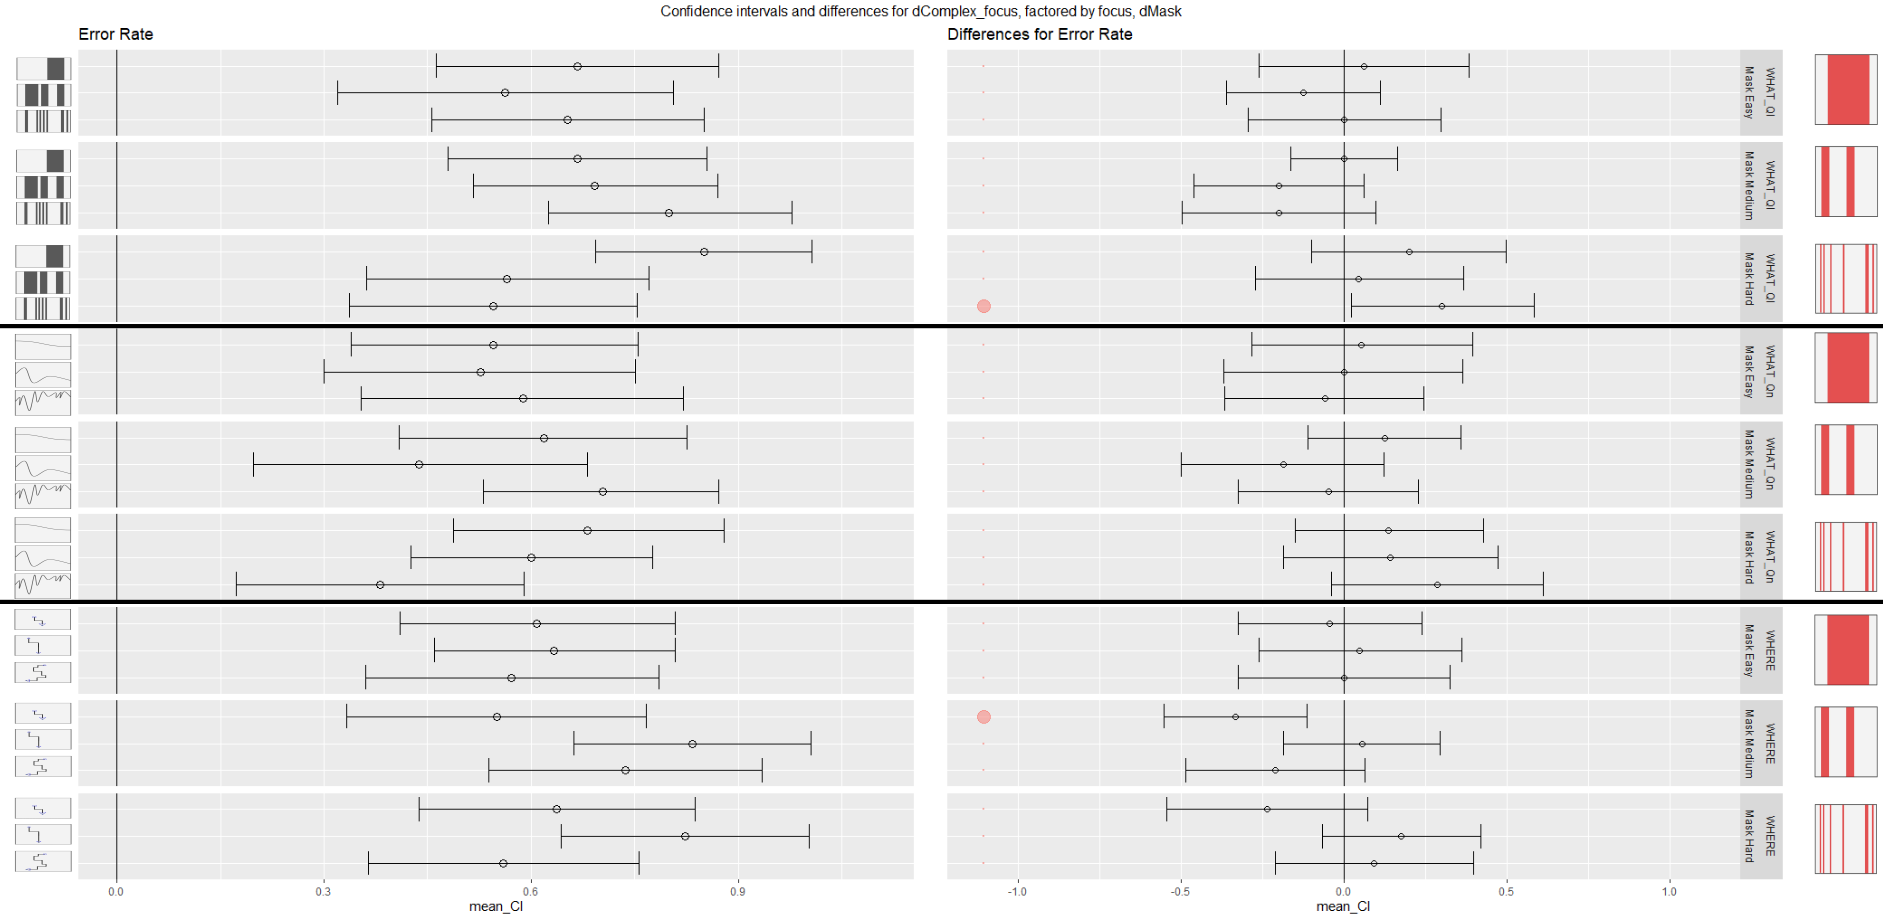 Confidence intervals and differences for dComplex_focus, factored by focus, dMask
Error Rate
Differences for Error Rate
WHAT_Ql
Mask Easy
WHAT_Ql
Mask Medium
WHAT_Ql
Mask Hard
WHAT_Qn
Mask Easy
WHAT_Qn
Mask Medium
WHAT_Qn
Mask Hard
WHERE
Mask Easy
WHERE
Mask Medium
WHERE
Mask Hard
0.0 0.3 0.6 0.9
-1.0 -0.5 0.0 0.5 1.0
mean_CI
mean_CI